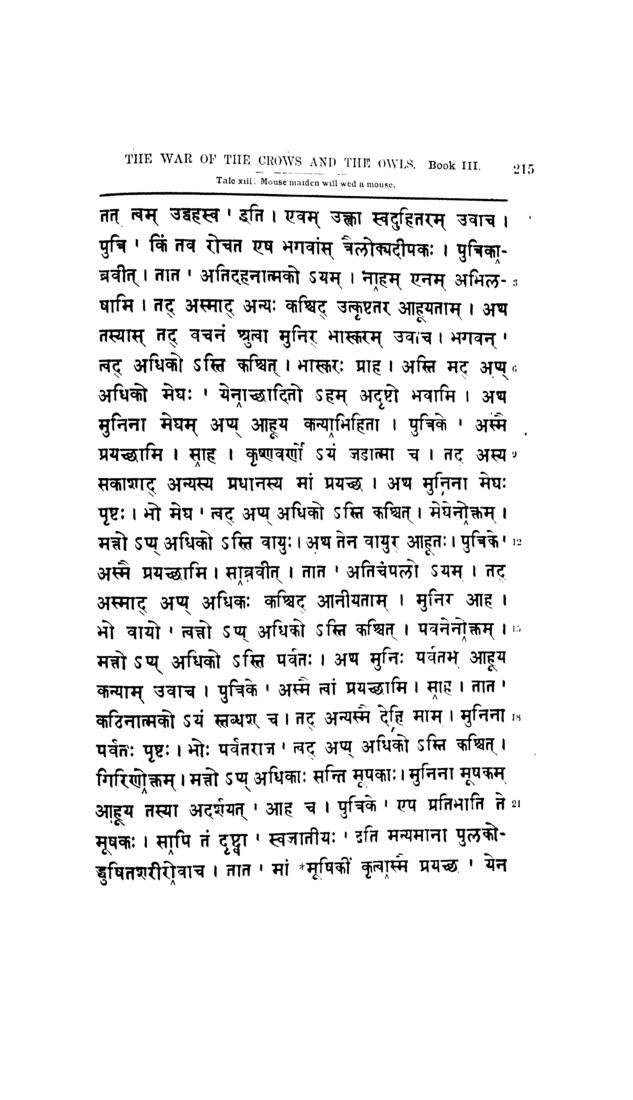 THE WAR OF THE CROWS AND THE OWLS. Book III. 215
Tale xiii. Mouse maiden will wed a mouse.
तत् त्वम् उद्वहस्व ' इति । एवम् उक्त्वा स्वदुहितरम् उवाच ।
पुत्रि ' किं तव रोचत एष भगवांस् त्रैलोक्यदीपकः । पुत्रिका-
ब्रवीत् । तात ' अतिदहनात्मको ऽयम् । नाहम् एनम् अभिल- 3
षामि । तद् अस्माद् अन्यः कश्चिद् उत्कृष्टतर आहूयताम् । अथ
तस्यास् तद् वचनं श्रुत्वा मुनिर् भास्करम् उवाच । भगवन् '
त्वद् अधिको ऽस्ति कश्चित् । भास्करः प्राह । अस्ति मद् अप्य् 6
अधिको मेघः ' येनाच्छादितो ऽहम् अदृष्टो भवामि । अथ
मुनिना मेघम् अप्य् आहूय कन्याभिहिता । पुत्रिके ' अस्मै
प्रयच्छामि । साह । कृष्णवर्णो ऽयं जडात्मा च । तद् अस्य 9
सकाशाद् अन्यस्य प्रधानस्य मां प्रयच्छ । अथ मुनिना मेघः
पृष्टः । भो मेघ ' त्वद् अप्य् अधिको ऽस्ति कश्चित् । मेघेनोक्तम् ।
मत्तो ऽप्य् अधिको ऽस्ति वायुः । अथ तेन वायुर् आहूतः । पुत्रिके ' 12
अस्मै प्रयच्छामि । साब्रवीत् । तात ' अतिचपलो ऽयम् । तद्
अस्माद् अप्य् अधिकः कश्चिद् आनीयताम् । मुनिर् आह ।
भो वायो ' त्वत्तो ऽप्य् अधिको ऽस्ति कश्चित् । पवनेनोक्तम् । 15
मत्तो ऽप्य् अधिको ऽस्ति पर्वतः । अथ मुनिः पर्वतम् आहूय
कन्याम् उवाच । पुत्रिके ' अस्मै त्वां प्रयच्छामि । साह । तात '
कठिनात्मको ऽयं स्तब्धश् च । तद् अन्यस्मै देहि माम् । मुनिना 18
पर्वतः पृष्टः । भोः पर्वतराज ' त्वद् अप्य् अधिको ऽस्ति कश्चित् ।
गिरिणोक्तम् । मत्तो ऽप्य् अधिकाः सन्ति मूषकाः । मुनिना मूषकम्
आहूय तस्या अदर्शयत् ' आह च । पुत्रिके ' एष प्रतिभाति ते 21
मूषकः । सापि तं दृष्ट्वा ' स्वजातीयः ' इति मन्यमाना पुलको-
द्धुषितशरीरोवाच । तात ' मां *मूषिकीं कृत्वास्मै प्रयच्छ ' येन